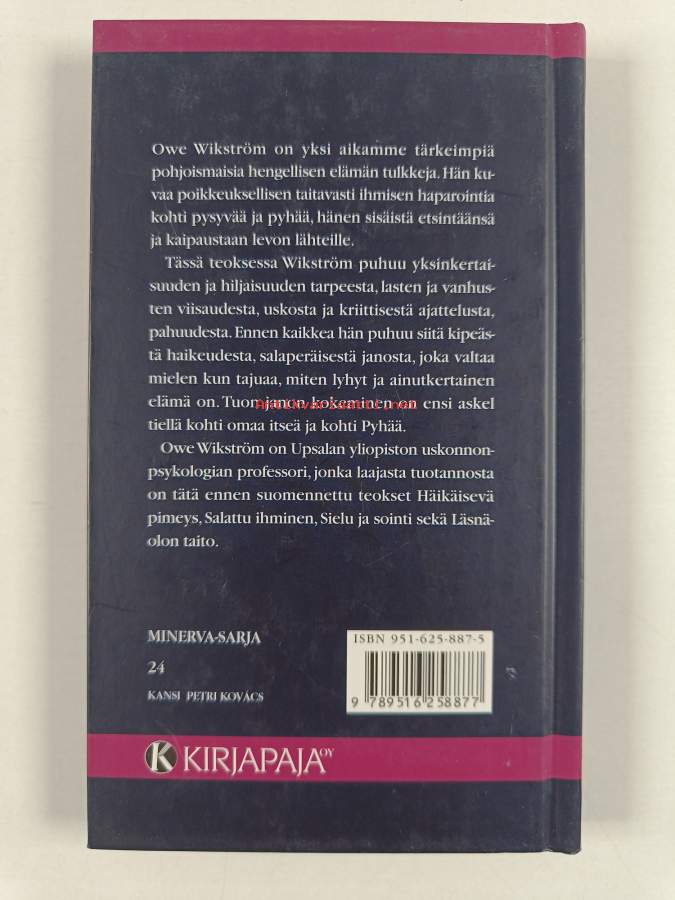 Owe Wikström on yksi aikamme tärkeimpiä
pohjoismaisia hengellisen elämän tulkkeja. Hän ku-
vaa poikkeuksellisen taitavasti ihmisen haparointia
kohti pysyvää ja pyhää, hänen sisäistä etsintäänsä
ja kaipaustaan levon lähteille.
Tässä teoksessa Wikström puhuu yksinkertai-
suuden ja hiljaisuuden tarpeesta, lasten ja vanhus-
ten viisaudesta, uskosta ja kriittisestä ajattelusta,
pahuudesta. Ennen kaikkea hän puhuu siitä kipeäs-
tä haikeudesta, salaperäisestä janosta, joka valtaa
mielen kun tajuaa, miten lyhyt ja ainutkertainen
elämä on. Tuon janon kokeminen on ensi askel
tiellä kohti omaa itseä ja kohti Pyhää.
Owe Wikström on Upsalan yliopiston uskonnon-
psykologian professori, jonka laajasta tuotannosta
on tätä ennen suomennettu teokset Häikäisevä
pimeys, Salattu ihminen, Sielu ja sointi sekä Läsnä-
olon taito.
MINERVA-SARJA
24
KANSI PETRI KOVÁCS
ISBN 951-625-887-5
9 789516 258877
K KIRJAPAJA OY